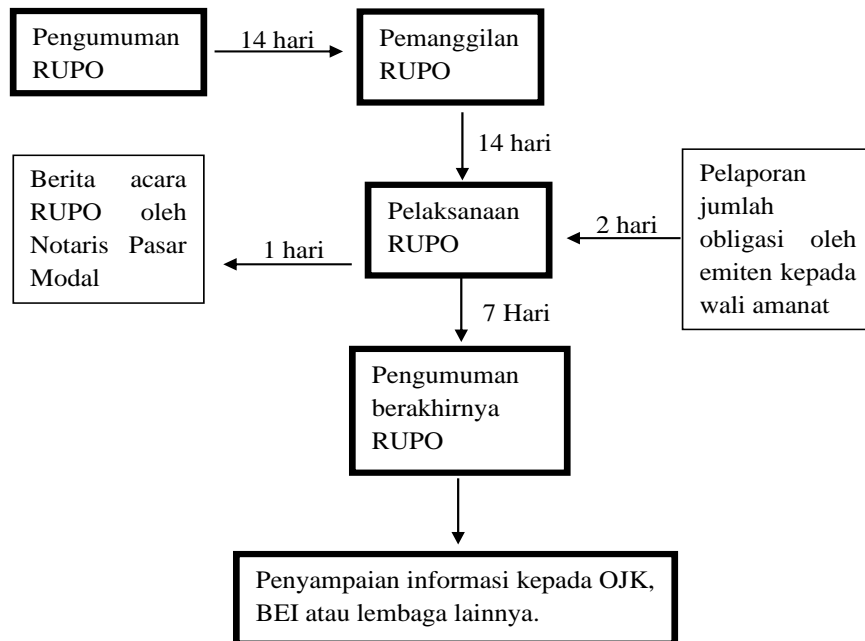 Pengumuman
RUPO
14 hari
Pemanggilan
RUPO
14 hari
Berita acara
RUPO oleh
Notaris Pasar
Modal
1 hari
Pelaksanaan
RUPO
2 hari
Pelaporan
jumlah
obligasi oleh
emiten kepada
wali amanat
7 Hari
Pengumuman
berakhirnya
RUPO
Penyampaian informasi kepada OJK,
BEI atau lembaga lainnya.